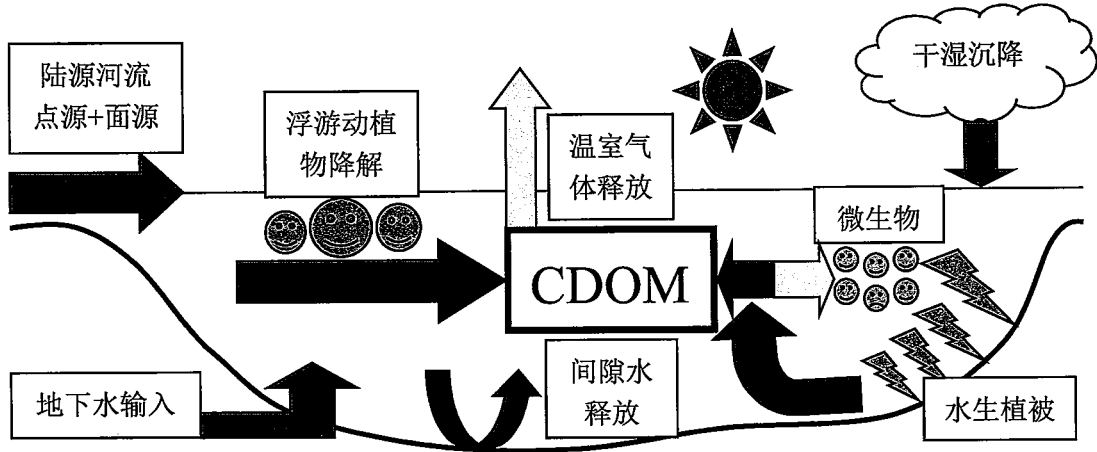 陆源河流
点源+面源
浮游动植
物降解
温室气
体释放
干湿沉降
微生物
CDOM
地下水输入
间隙水
释放
水生植被